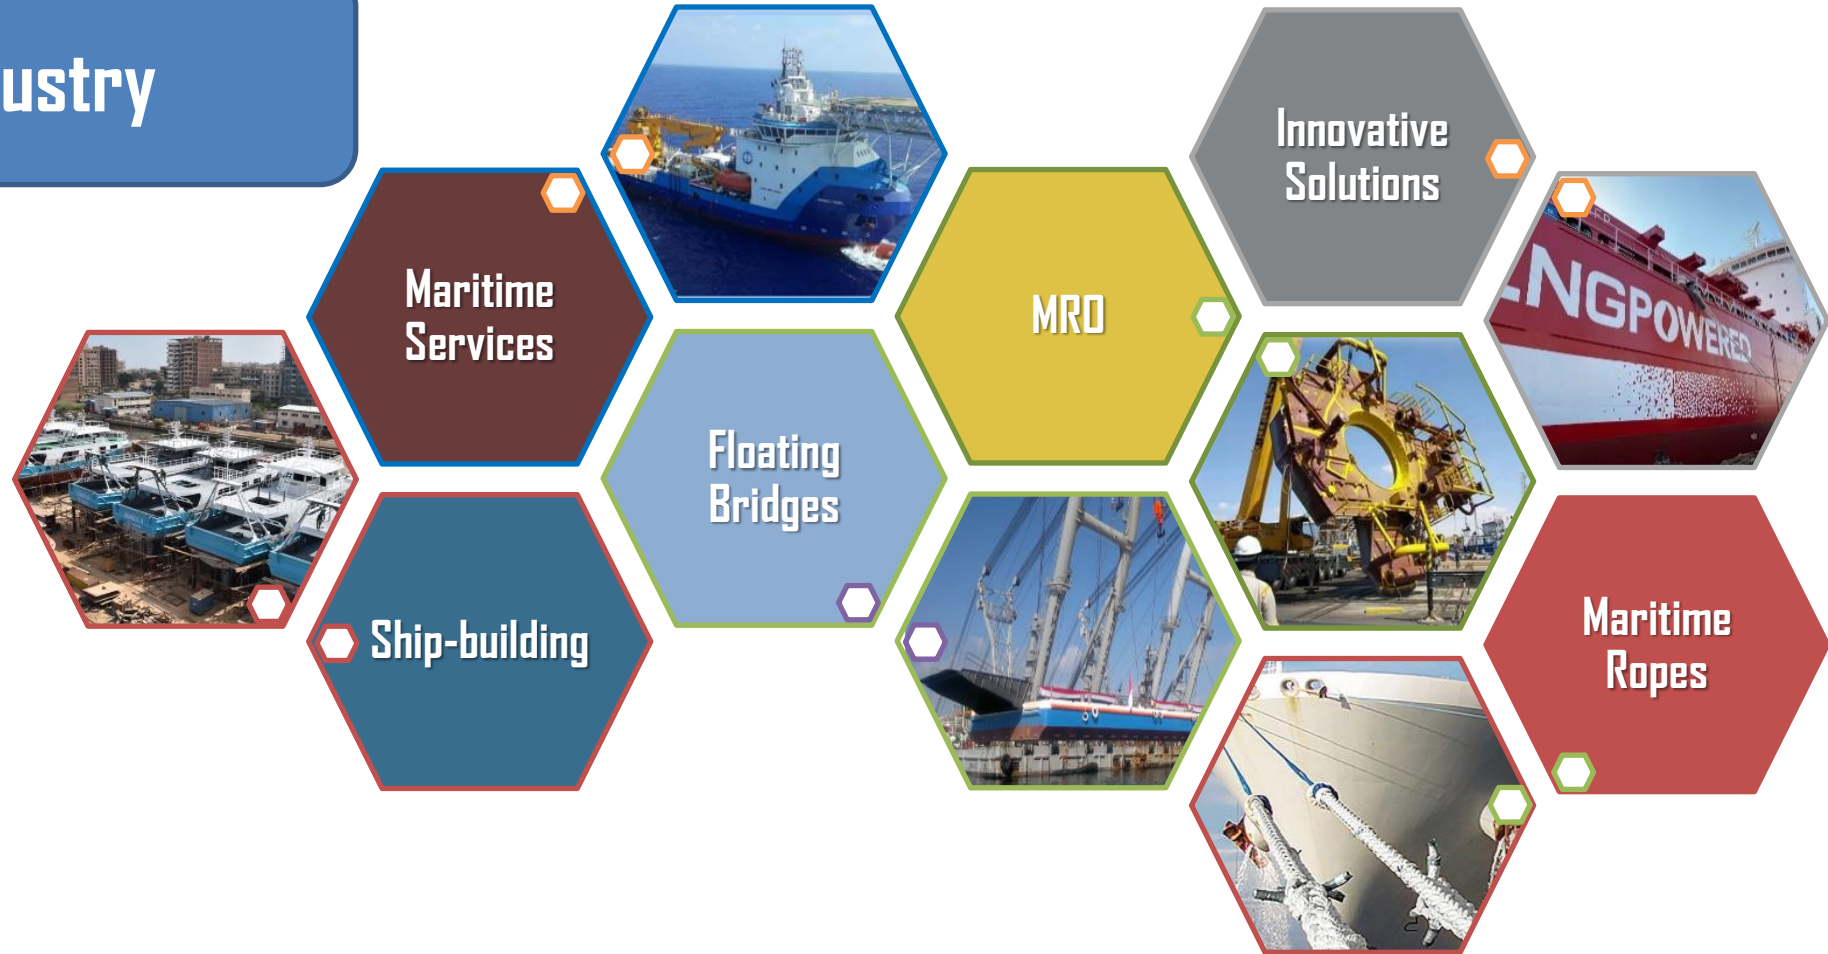 ustry
Innovative
Solutions
Maritime
Services
MRO
NGPOWERED
Floating
Bridges
Ship-building
Maritime
Ropes